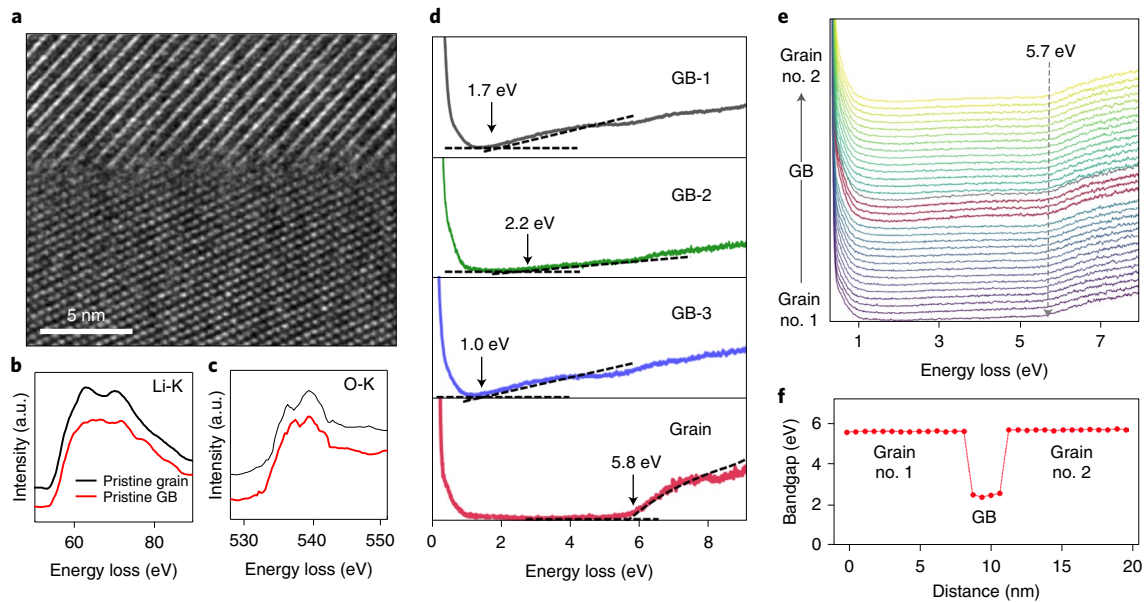 a
5 nm
b
Li-K
Intensity (a.u.)
Pristine grain
Pristine GB
60
80
Energy loss (eV)
c
O-K
Intensity (a.u.)
530
540
550
Energy loss (eV)
d
GB-1
1.7 eV
GB-2
2.2 eV
GB-3
1.0 eV
Grain
5.8 eV
0
2
4
6
8
Energy loss (eV)
e
Grain
no. 2
GB
Grain
no. 1
5.7 eV
1
3
5
7
Energy loss (eV)
f
Bandgap (eV)
6
4
2
0
Grain
no. 1
GB
Grain
no. 2
0
5
10
15
20
Distance (nm)